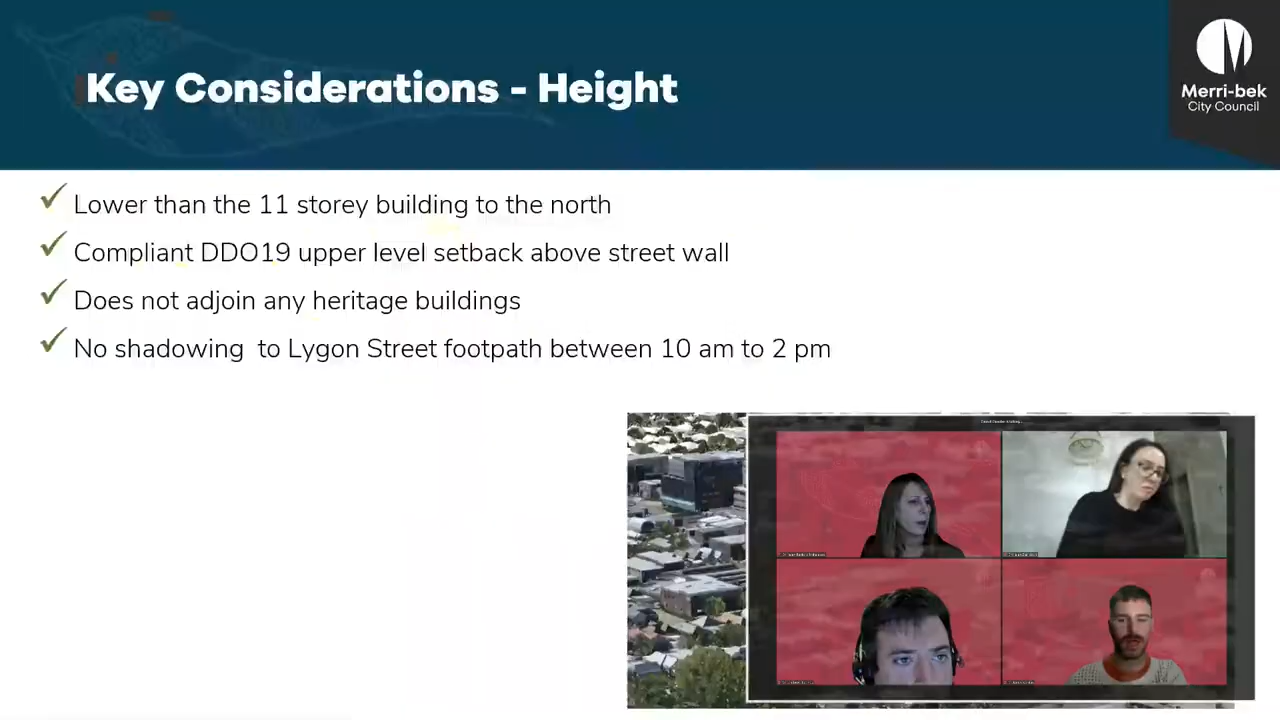 Key Considerations - Height
Merri-bek
City Council
Lower than the 11 storey building to the north
Compliant DDO19 upper level setback above street wall
Does not adjoin any heritage buildings
No shadowing to Lygon Street footpath between 10 am to 2 pm